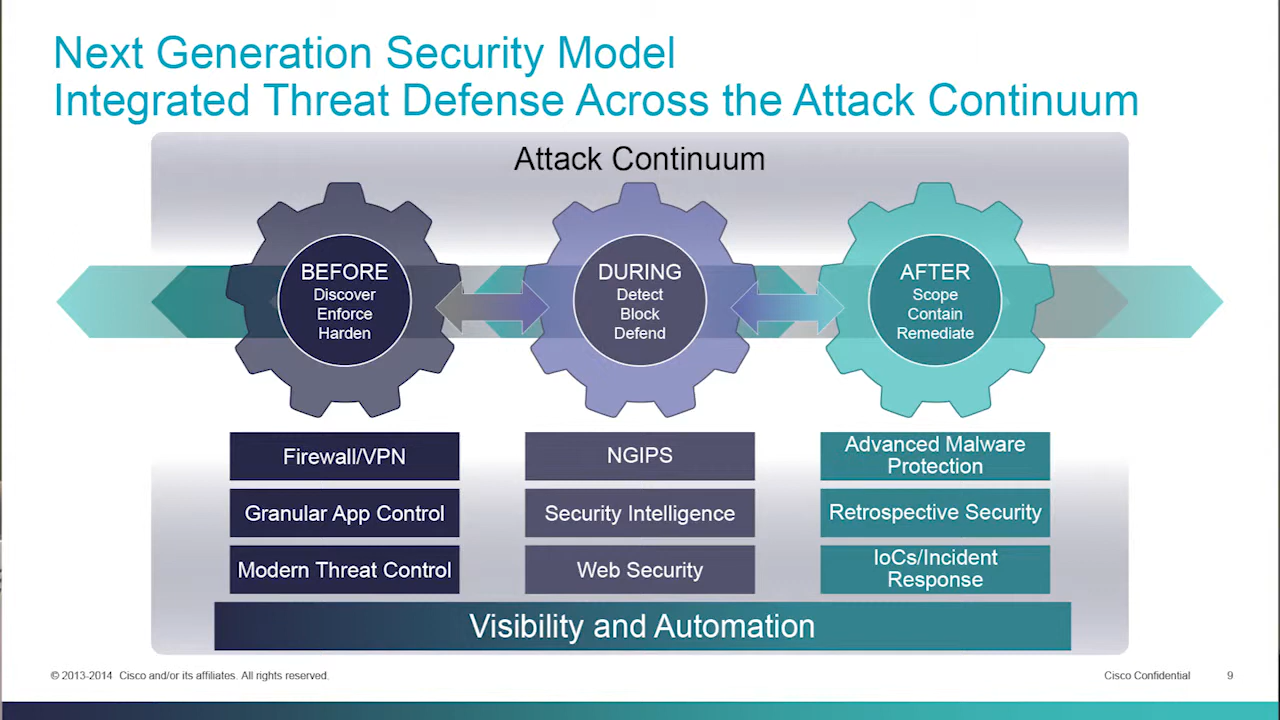 Next Generation Security Model
Integrated Threat Defense Across the Attack Continuum
Attack Continuum
BEFORE
Discover
Enforce
Harden
DURING
Detect
Block
Defend
AFTER
Scope
Contain
Remediate
Firewall/VPN
Granular App Control
Modern Threat Control
NGIPS
Security Intelligence
Web Security
Advanced Malware
Protection
Retrospective Security
IoCs/Incident
Response
Visibility and Automation
© 2013-2014 Cisco and/or its affiliates. All rights reserved.
Cisco Confidential
9